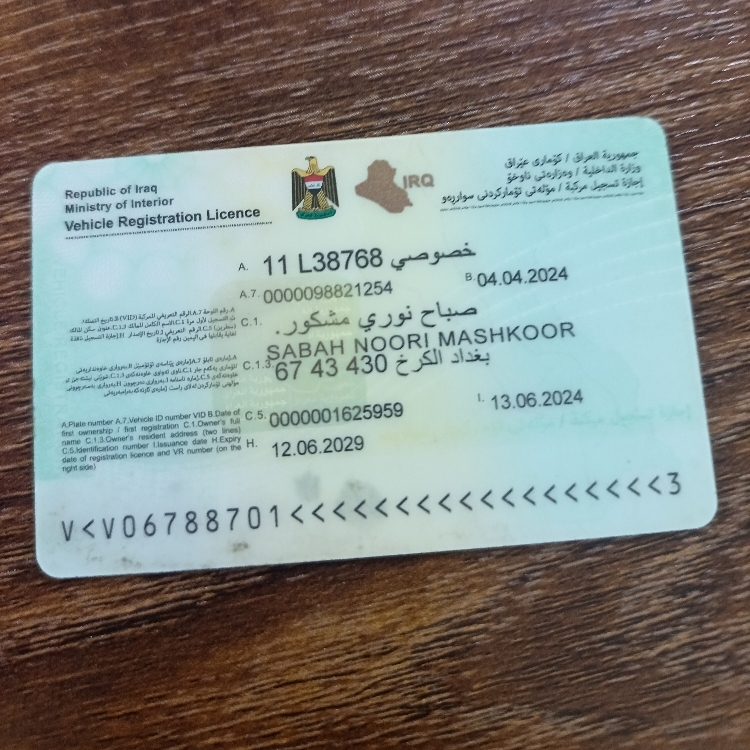 Republic of Iraq
Ministry of Interior
Vehicle Registration Licence
IRQ
جمهورية العراق / كۆماری عێراق
وزارة الداخلية / وەزارەتی ناوخۆ
إجازة تسجيل مركبة / مۆڵەتی تۆمارکردنی سواررەو
A. 11 L38768 خصوصي
B. 04.04.2024
A.7. 0000098821254
C.1. صباح نوري مشكور.
SABAH NOORI MASHKOOR
C.1.3. بغداد الكرخ 430 43 67
C.5. 0000001625959
I. 13.06.2024
H. 12.06.2029
A.Plate number A.7.Vehicle ID number VID B.Date of
first ownership / first registration C.1.Owner's full
name C.1.3.Owner's resident address (two lines)
C.5.Identification number I.Issuance date H.Expiry
date of registration licence and VR number (on the
right side)
V<V06788701<<<<<<<<<<<<<<<<<<<3